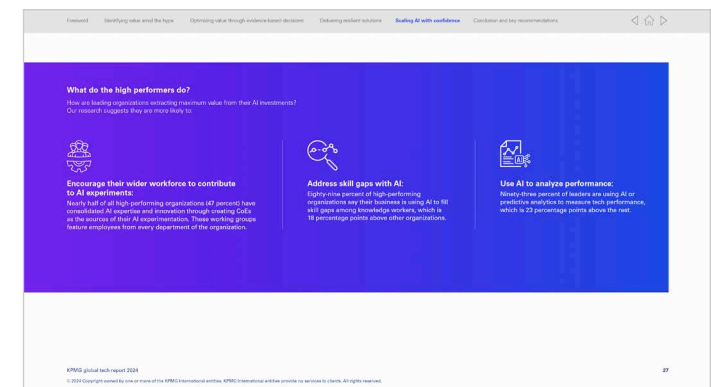 Foreword Identifying value amid the hype Optimizing value through evidence-based decisions Delivering resilient solutions Scaling AI with confidence Conclusion and key recommendations
What do the high performers do?
How are leading organizations extracting maximum value from their AI investments?
Our research suggests they are more likely to:
Encourage their wider workforce to contribute
to AI experiments:
Nearly half of all high-performing organizations (47 percent) have
consolidated AI expertise and innovation through creating CoEs
as the sources of their AI experimentation. These working groups
feature employees from every department of the organization.
Address skill gaps with AI:
Eighty-nine percent of high-performing
organizations say their business is using AI to fill
skill gaps among knowledge workers, which is
18 percentage points above other organizations.
AI
Use AI to analyze performance:
Ninety-three percent of leaders are using AI or
predictive analytics to measure tech performance,
which is 22 percentage points above the rest.
KPMG global tech report 2024
27
© 2024 Copyright owned by one or more of the KPMG International entities. KPMG International entities provide no services to clients. All rights reserved.